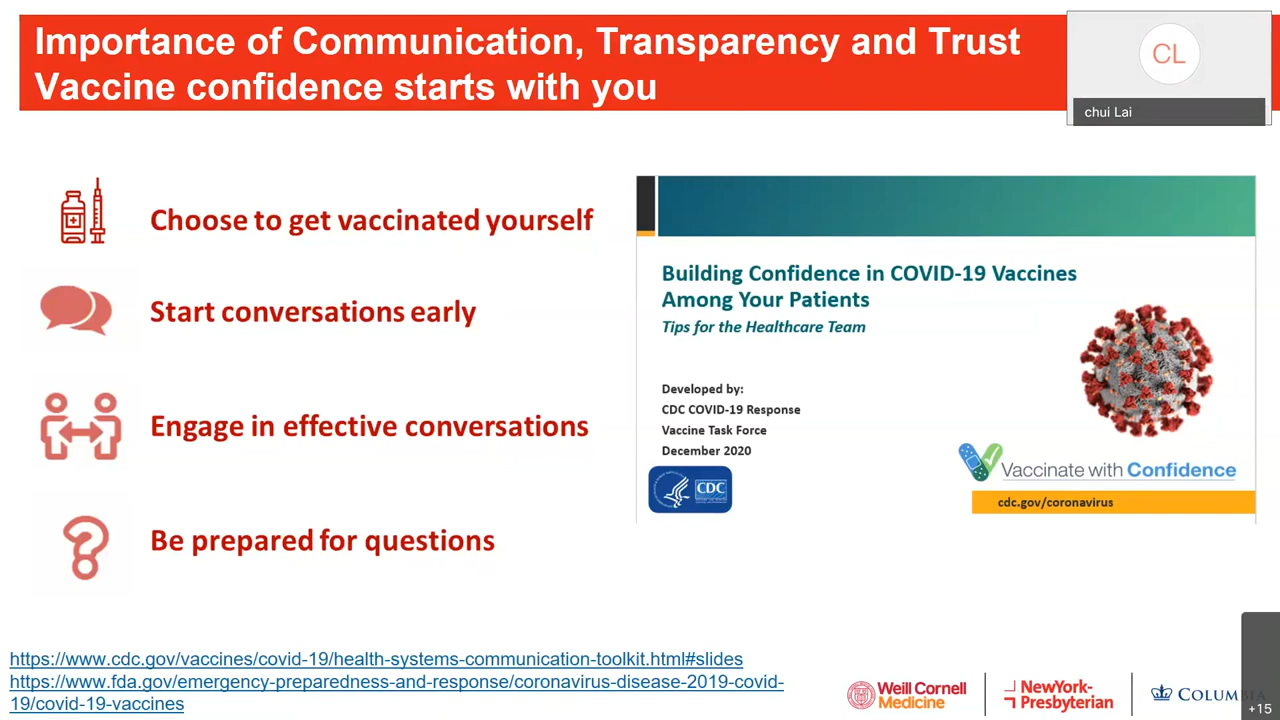 Importance of Communication, Transparency and Trust
Vaccine confidence starts with you
CL
chui Lai
Choose to get vaccinated yourself
Start conversations early
Engage in effective conversations
Be prepared for questions
Building Confidence in COVID-19 Vaccines
Among Your Patients
Tips for the Healthcare Team
Developed by:
CDC COVID-19 Response
Vaccine Task Force
December 2020
CDC
Vaccinate with Confidence
cdc.gov/coronavirus
https://www.cdc.gov/vaccines/covid-19/health-systems-communication-toolkit.html#slides
https://www.fda.gov/emergency-preparedness-and-response/coronavirus-disease-2019-covid-
19/covid-19-vaccines
Weill Cornell
Medicine
NewYork-
Presbyterian
COLUMBIA
+15